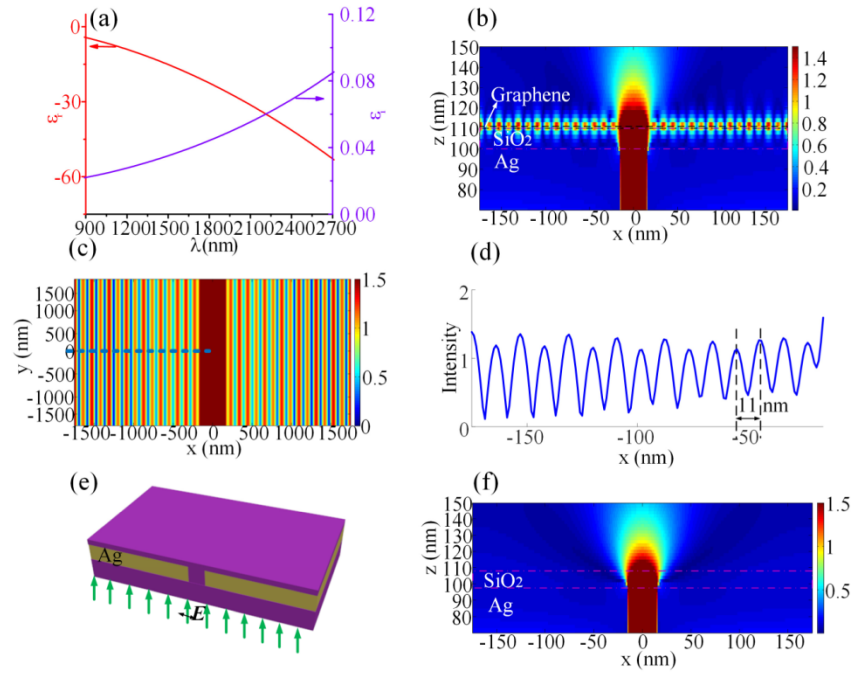 (a)
0
-30
-60
εr
0.12
0.08
0.04
0.00
εi
900 1200 1500 1800 2100 2400 2700
λ(nm)
(b)
150
140
130
120
110
100
90
80
z (nm)
Graphene
SiO2
Ag
-150 -100 -50 0 50 100 150
x (nm)
1.4
1.2
1
0.8
0.6
0.4
0.2
(c)
1500
1000
500
0
-500
-1000
-1500
y (nm)
-1500 -1000 -500 0 500 1000 1500
x (nm)
1.5
1
0.5
0
(d)
2
1
0
Intensity
11 nm
-150 -100 -50
x (nm)
(e)
Ag
E
(f)
150
140
130
120
110
100
90
80
z (nm)
SiO2
Ag
-150 -100 -50 0 50 100 150
x (nm)
1.5
1
0.5